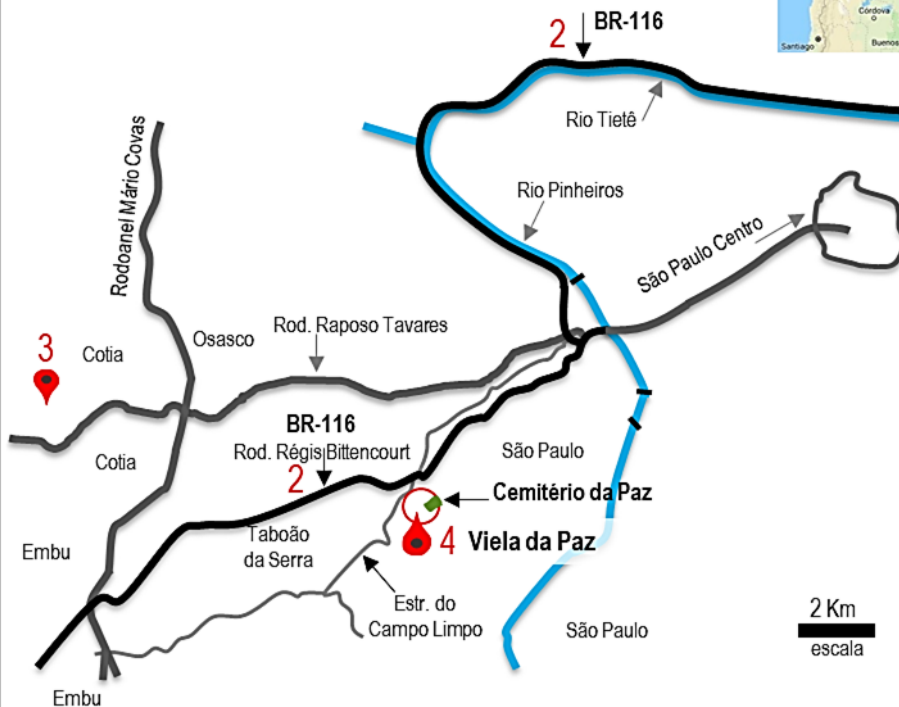 Córdova
Santiago
Buenos
2
BR-116
Rio Tietê
Rodoanel Mário Covas
Rio Pinheiros
São Paulo Centro
3
Cotia
Osasco
Rod. Raposo Tavares
BR-116
Rod. Régis Bittencourt
2
Cotia
São Paulo
Cemitério da Paz
4
Viela da Paz
Taboão
da Serra
Embu
Estr. do
Campo Limpo
São Paulo
2 Km
escala
Embu